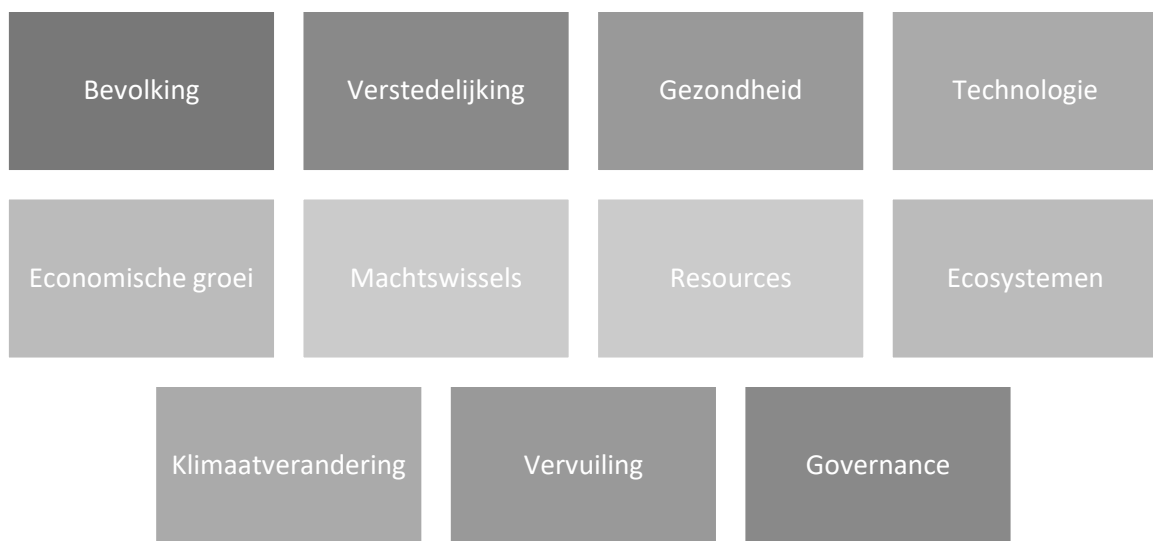 Bevolking
Verstedelijking
Gezondheid
Technologie
Economische groei
Machtswissels
Resources
Ecosystemen
Klimaatverandering
Vervuiling
Governance